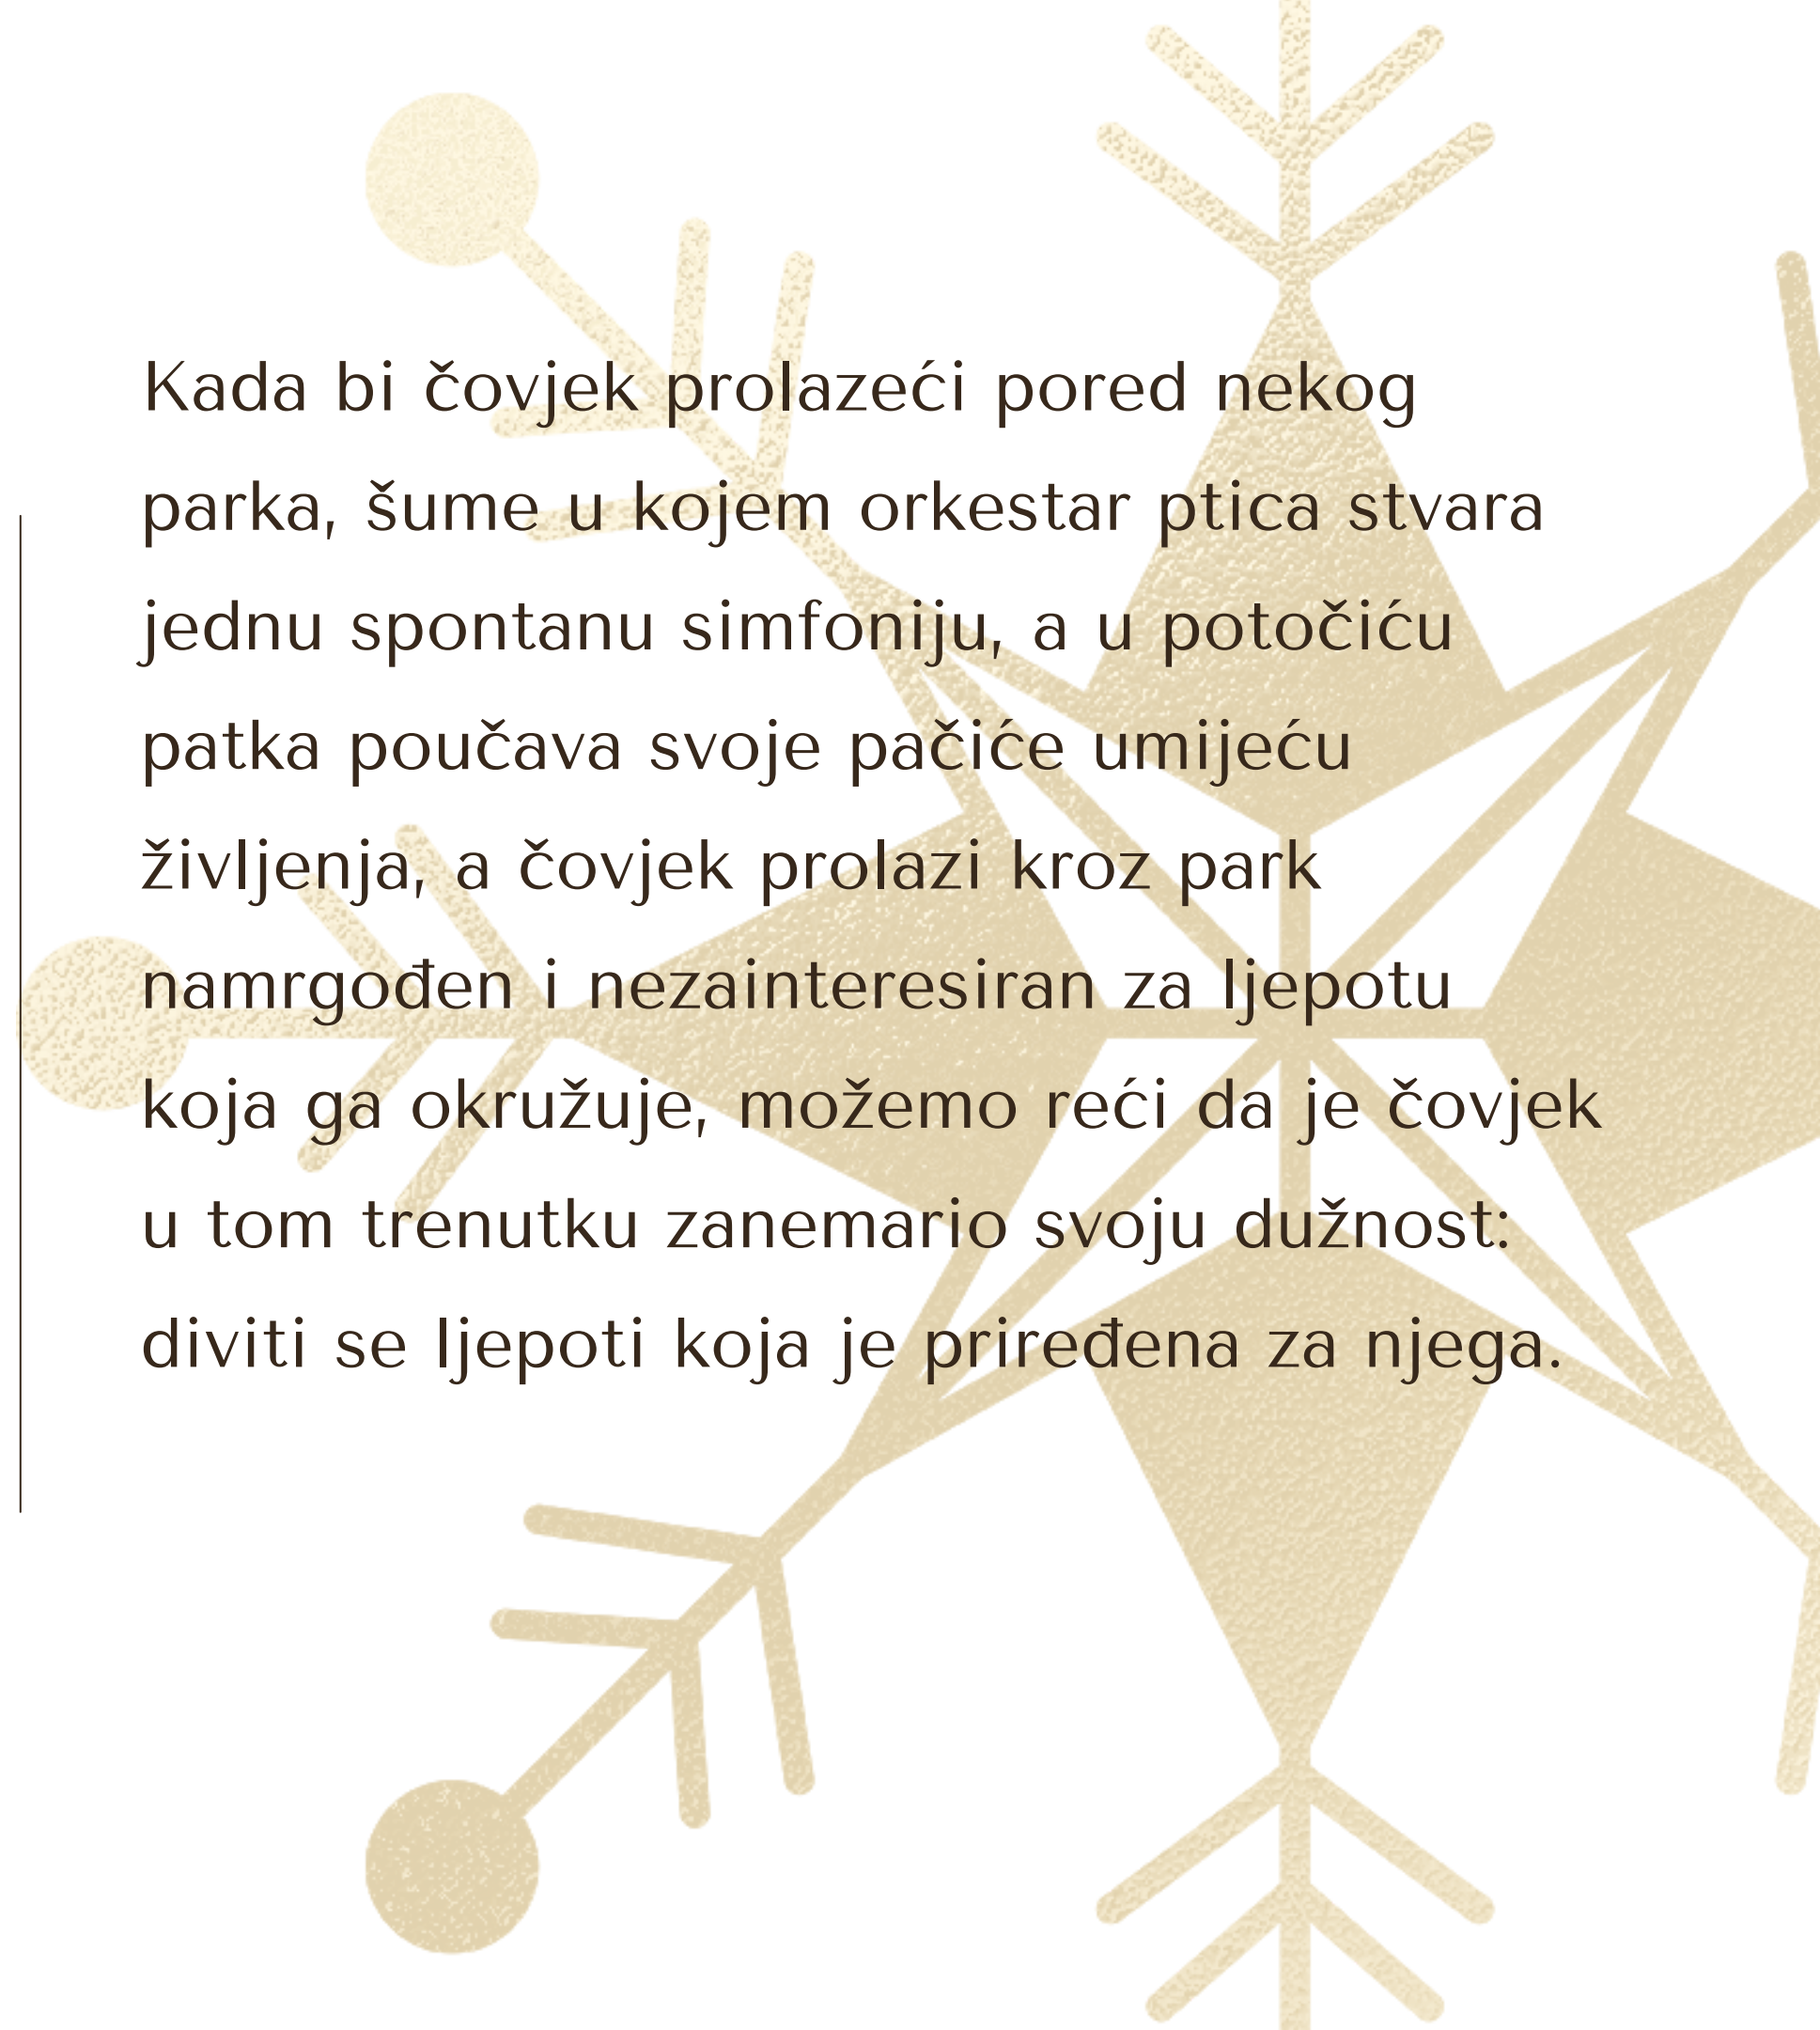 Kada bi čovjek prolazeći pored nekog
parka, šume u kojem orkestar ptica stvara
jednu spontanu simfoniju, a u potočiću
patka poučava svoje pačiće umijeću
življenja, a čovjek prolazi kroz park
namrgođen i nezainteresiran za ljepotu
koja ga okružuje, možemo reći da je čovjek
u tom trenutku zanemario svoju dužnost:
diviti se ljepoti koja je priređena za njega.